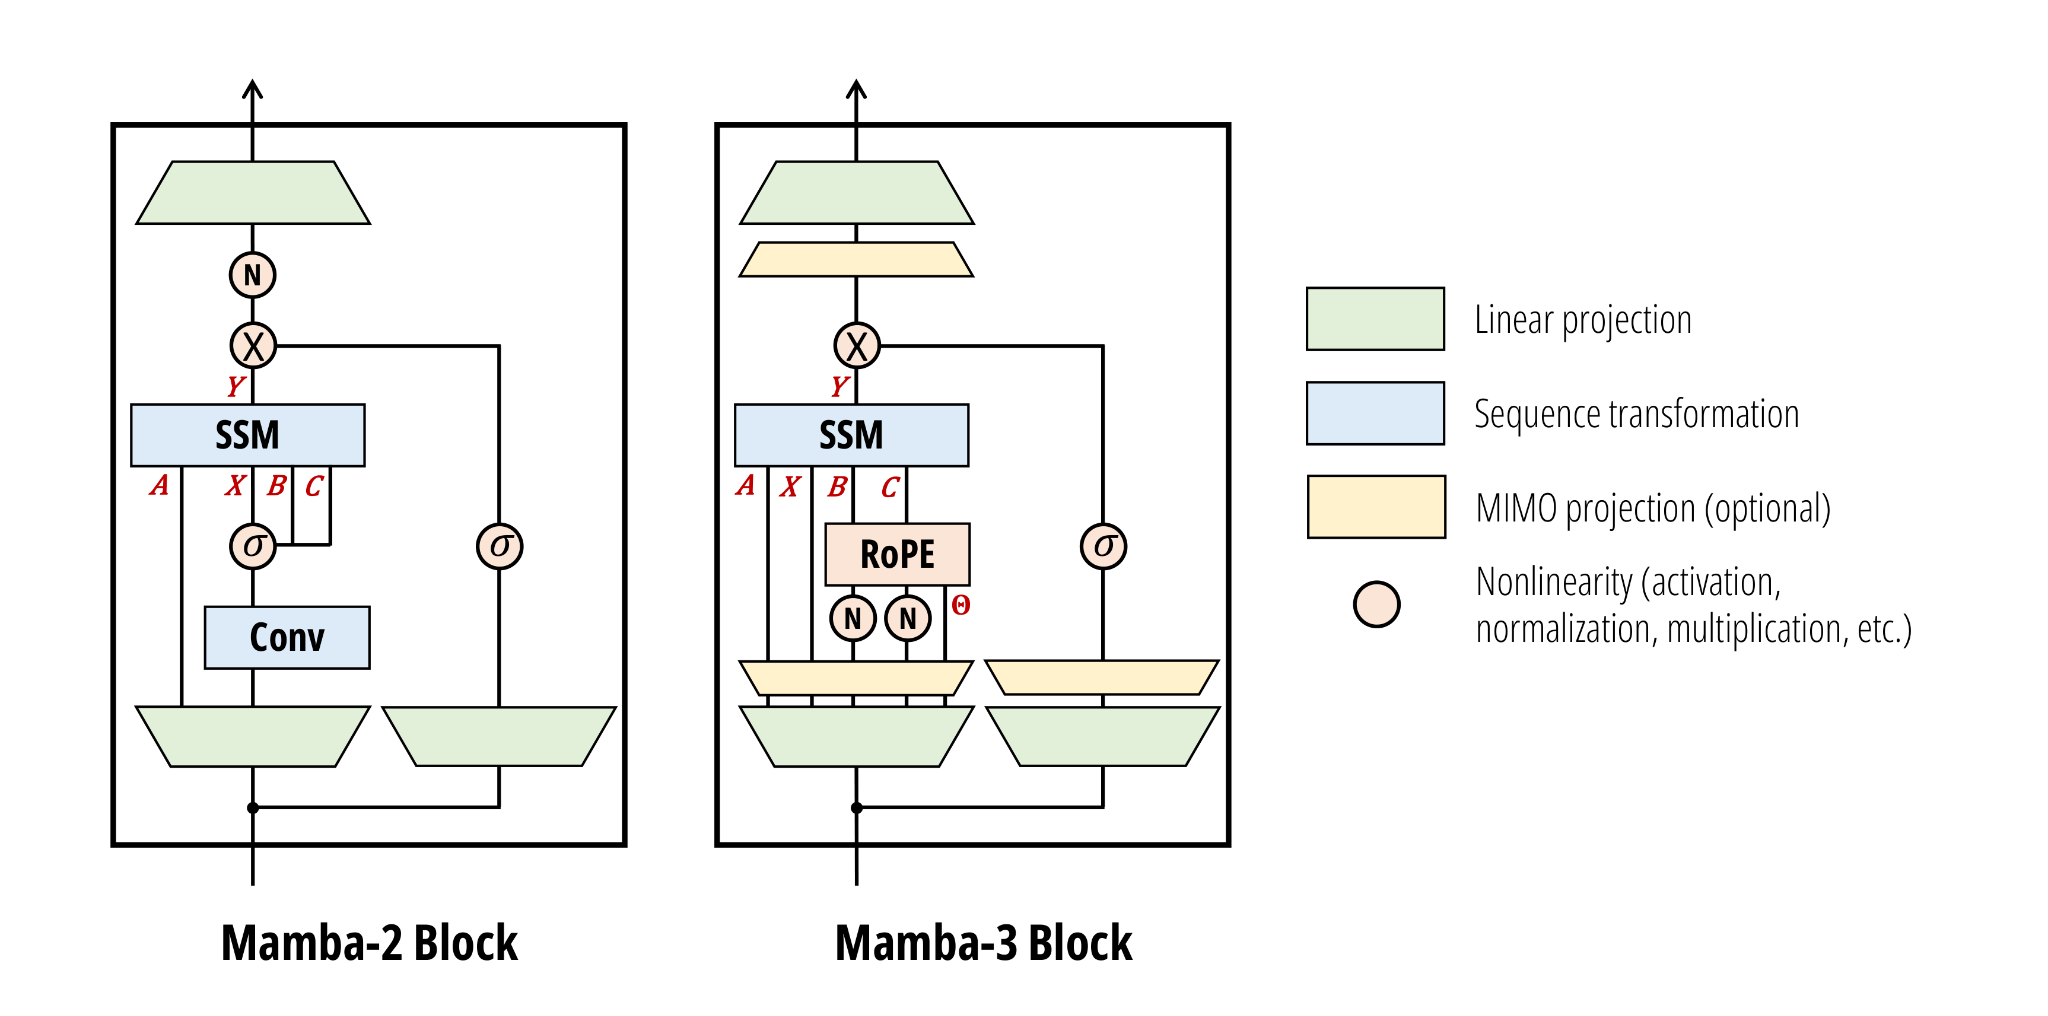 N
X
Y
SSM
A X B C
σ σ
Conv
Mamba-2 Block
X
Y
SSM
A X B C
RoPE
σ
N N Θ
Mamba-3 Block
Linear projection
Sequence transformation
MIMO projection (optional)
Nonlinearity (activation,
normalization, multiplication, etc.)